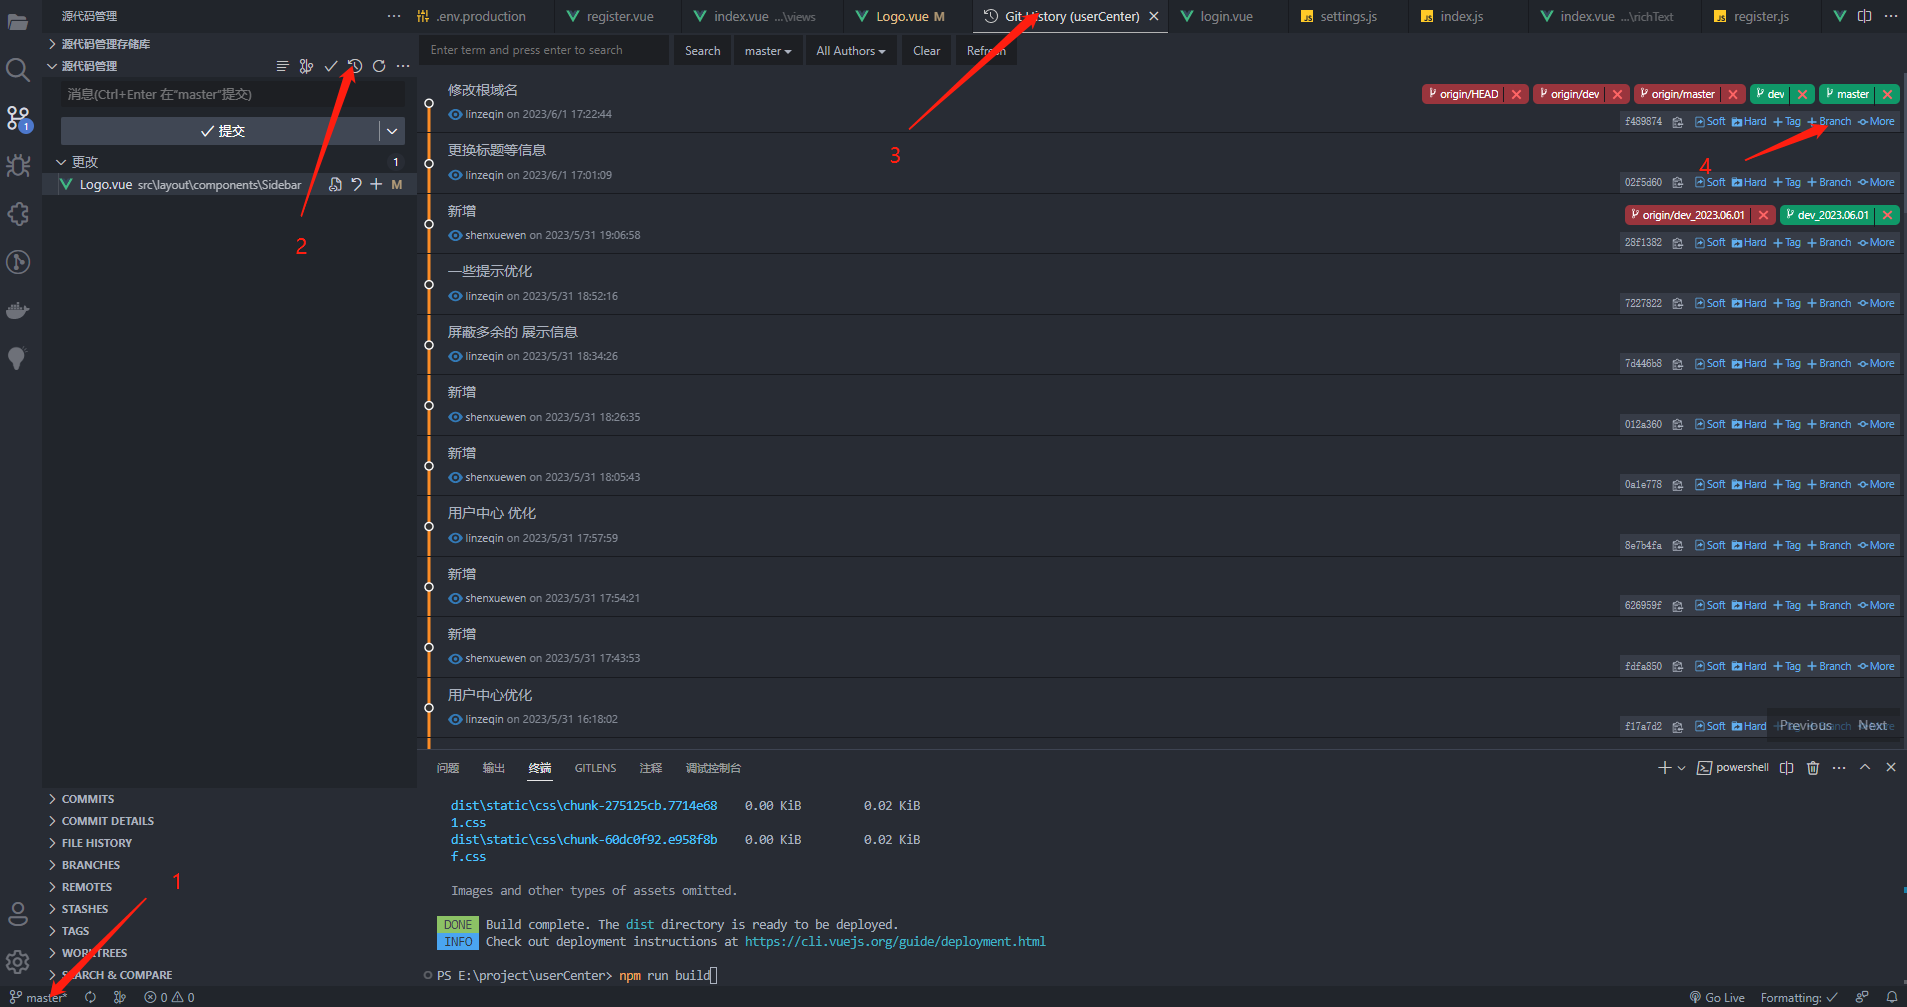 源代码管理
.env.production
register.vue
index.vue ...\views
Logo.vue M
Git History (userCenter)
login.vue
settings.js
index.js
index.vue ...\richText
register.js
源代码管理存储库
源代码管理
消息(Ctrl+Enter 在"master"提交)
提交
更改 1
Logo.vue src\layout\components\Sidebar M
1
Enter term and press enter to search
Search
master
All Authors
Clear
Refresh
修改根域名
linzeqin on 2023/6/1 17:22:44
origin/HEAD origin/dev origin/master dev master
f489874 Soft Hard +Tag +Branch More
更换标题等信息
linzeqin on 2023/6/1 17:01:09
02f5d60 Soft Hard +Tag +Branch More
新增
shenxuewen on 2023/5/31 19:06:58
origin/dev_2023.06.01 dev_2023.06.01
28f1382 Soft Hard +Tag +Branch More
一些提示优化
linzeqin on 2023/5/31 18:52:16
7227822 Soft Hard +Tag +Branch More
屏蔽多余的 展示信息
linzeqin on 2023/5/31 18:34:26
7d446b8 Soft Hard +Tag +Branch More
新增
shenxuewen on 2023/5/31 18:26:35
012a360 Soft Hard +Tag +Branch More
新增
shenxuewen on 2023/5/31 18:05:43
0a1e778 Soft Hard +Tag +Branch More
用户中心 优化
linzeqin on 2023/5/31 17:57:59
8e7b4fa Soft Hard +Tag +Branch More
新增
shenxuewen on 2023/5/31 17:54:21
626959f Soft Hard +Tag +Branch More
新增
shenxuewen on 2023/5/31 17:43:53
fdfa850 Soft Hard +Tag +Branch More
用户中心优化
linzeqin on 2023/5/31 16:18:02
f17a7d2 Soft Hard
Previous Next
2
3
4
1
问题 输出 终端 GITLENS 注释 调试控制台
powershell
dist\static\css\chunk-275125cb.7714e68 0.00 KiB 0.02 KiB
1.css
dist\static\css\chunk-60dc0f92.e958f8b 0.00 KiB 0.02 KiB
f.css
Images and other types of assets omitted.
DONE Build complete. The dist directory is ready to be deployed.
INFO Check out deployment instructions at https://cli.vuejs.org/guide/deployment.html
PS E:\project\userCenter> npm run build
COMMITS
COMMIT DETAILS
FILE HISTORY
BRANCHES
REMOTES
STASHES
TAGS
WORKTREES
SEARCH & COMPARE
master*
0 0
Go Live
Formatting: ✓